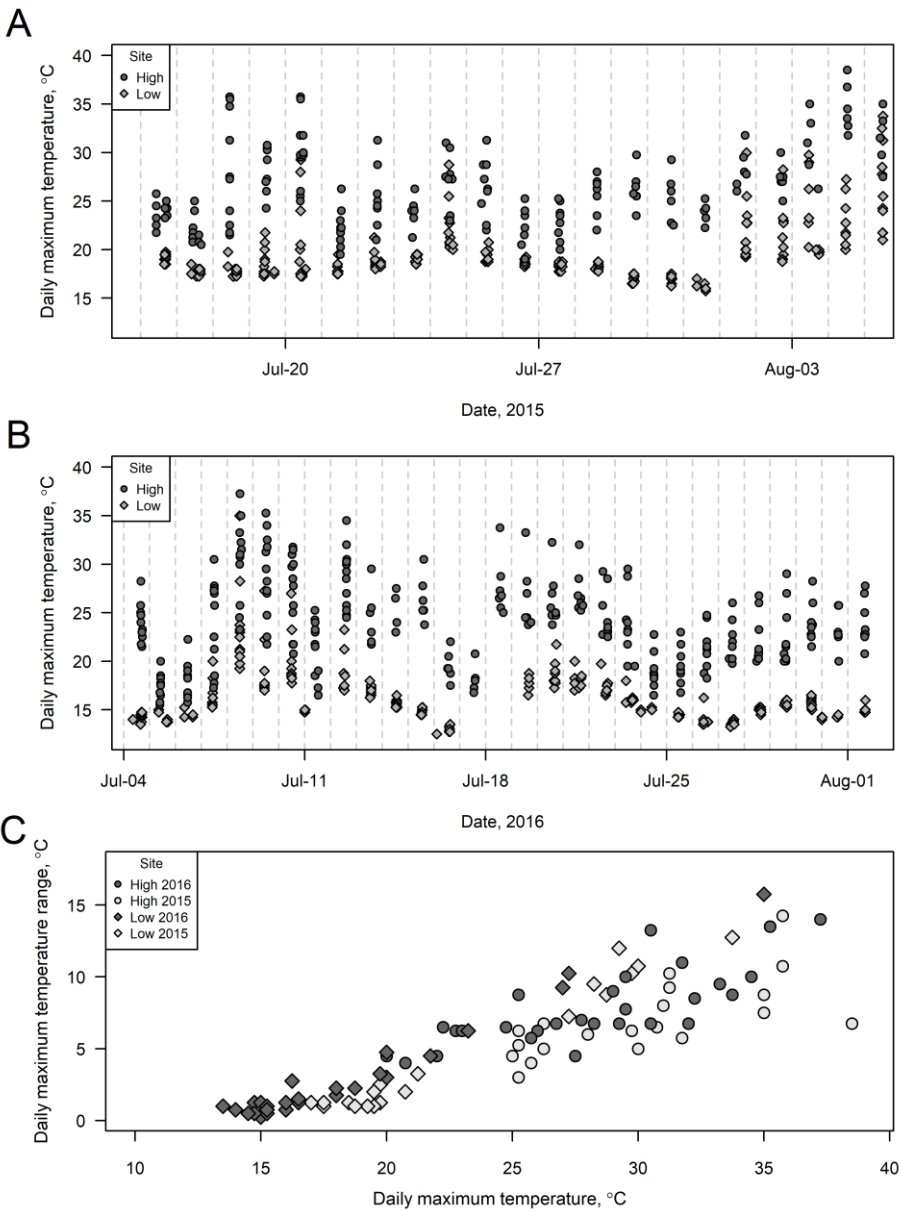 A
Daily maximum temperature, °C
40
35
30
25
20
15
Site
High
Low
Jul-20
Jul-27
Aug-03
Date, 2015
B
Daily maximum temperature, °C
40
35
30
25
20
15
Site
High
Low
Jul-04
Jul-11
Jul-18
Jul-25
Aug-01
Date, 2016
C
Daily maximum temperature range, °C
15
10
5
0
Site
High 2016
High 2015
Low 2016
Low 2015
10
15
20
25
30
35
40
Daily maximum temperature, °C